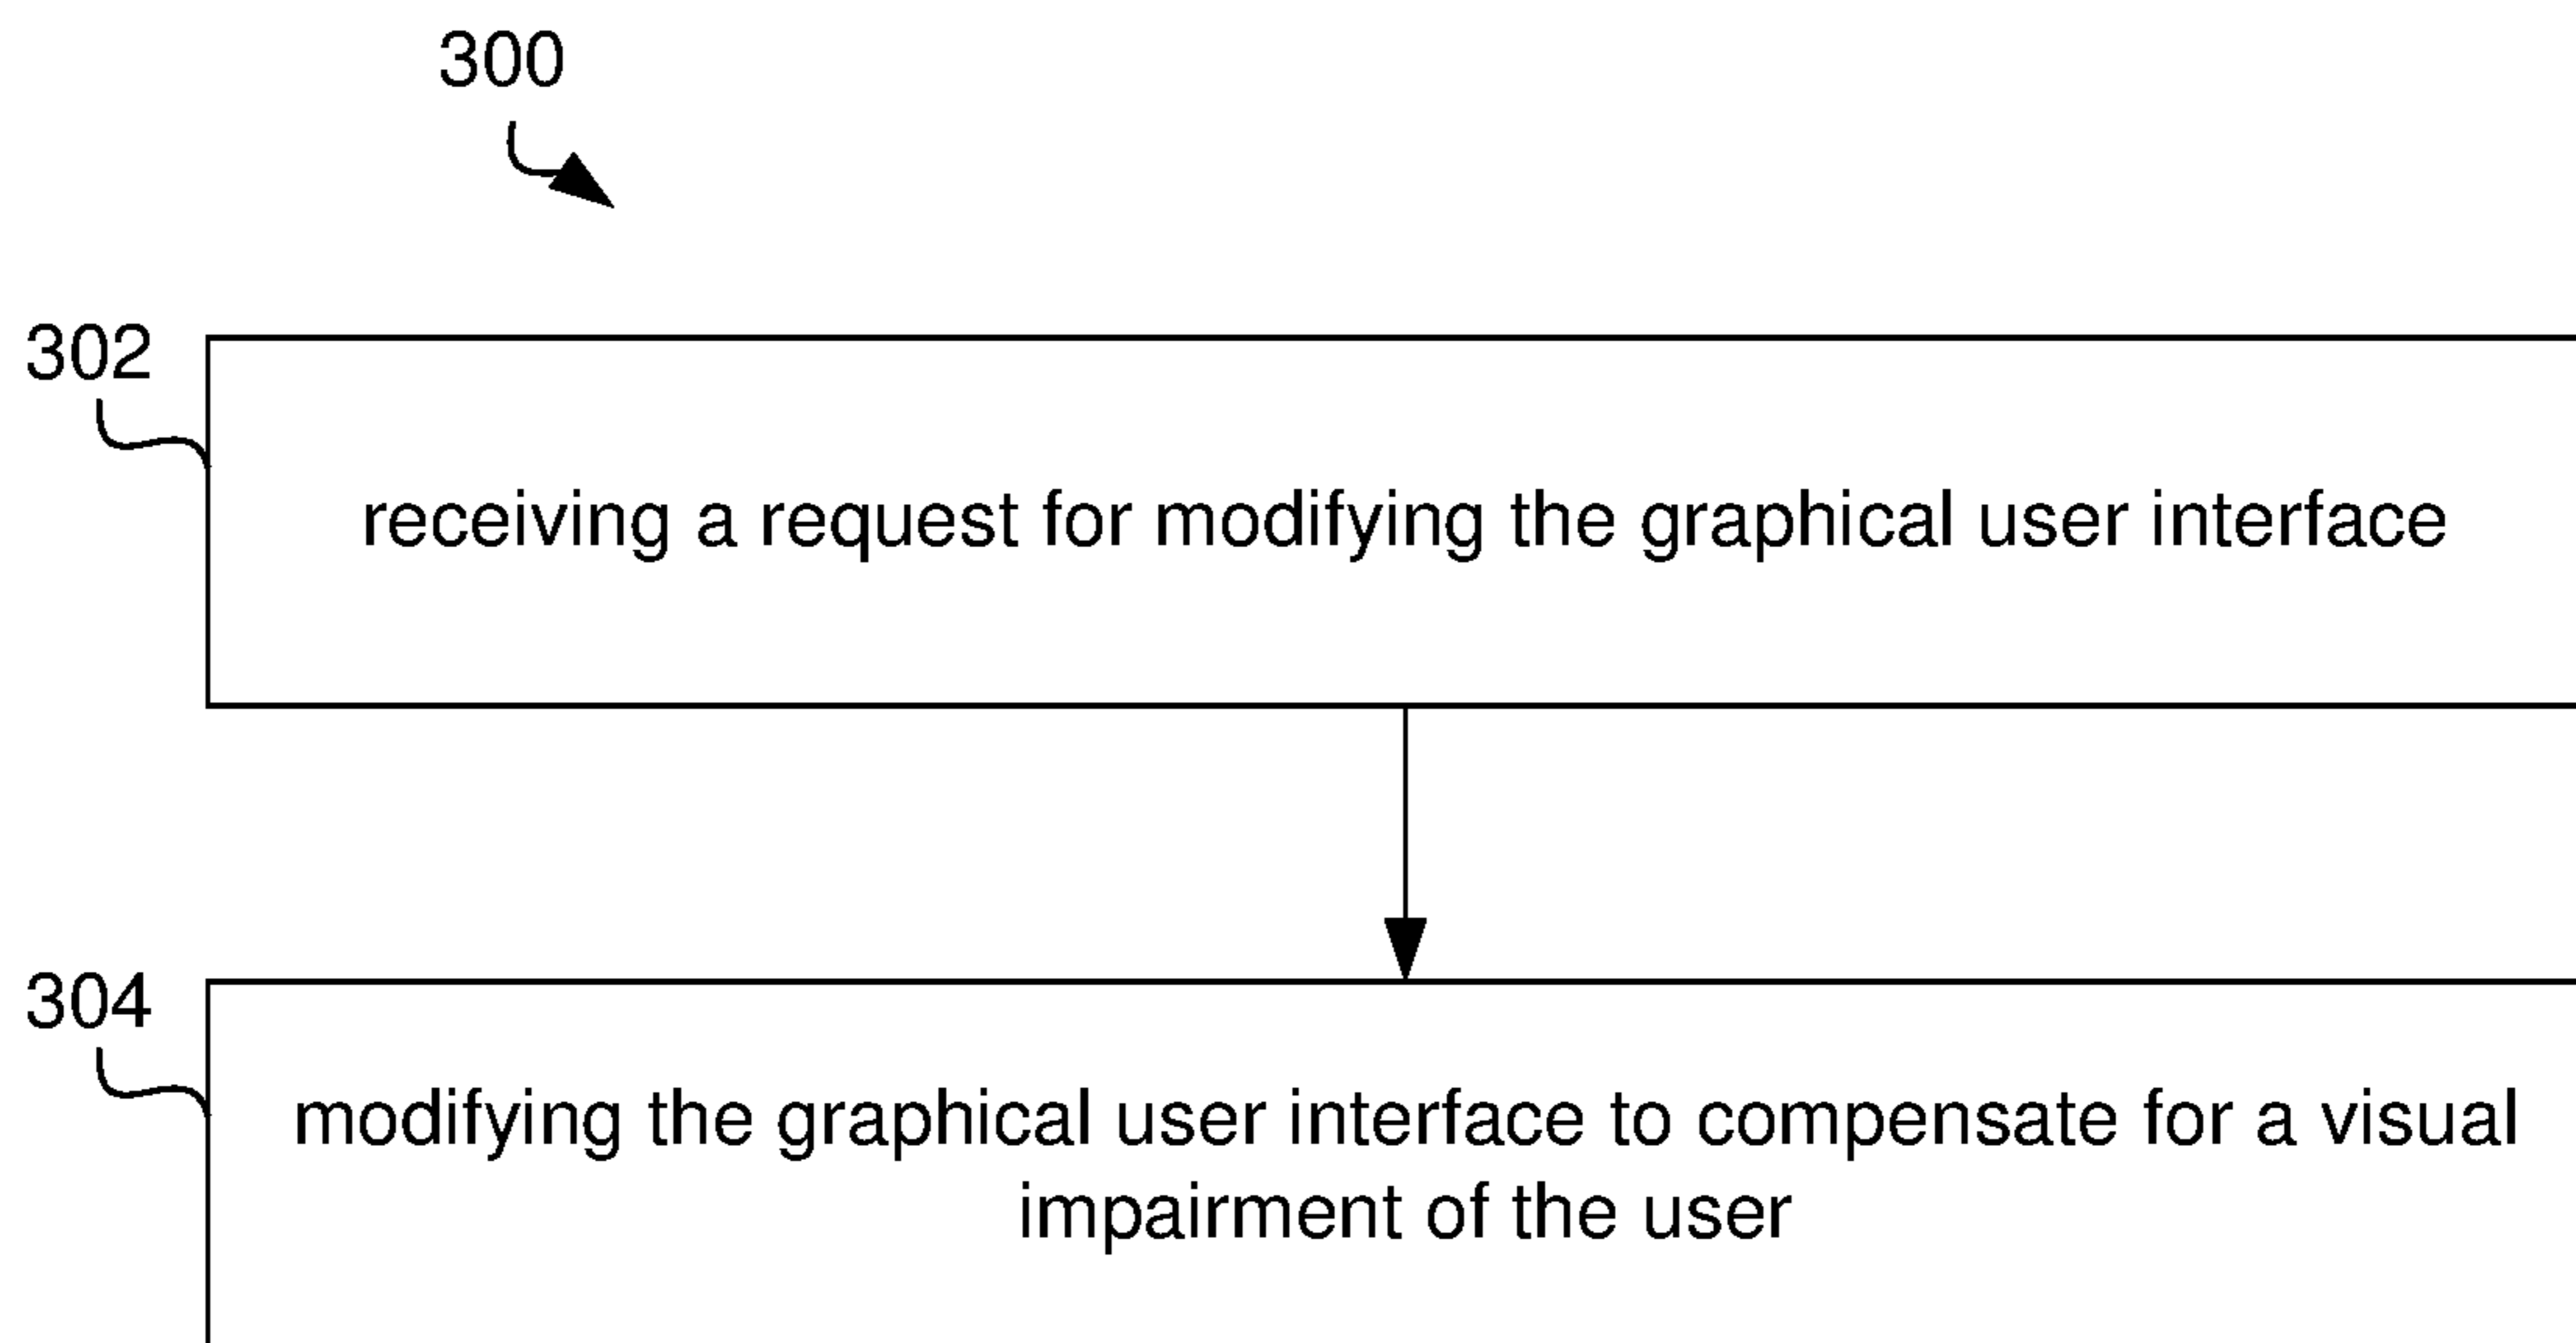 300
302
receiving a request for modifying the graphical user interface
304
modifying the graphical user interface to compensate for a visual
impairment of the user